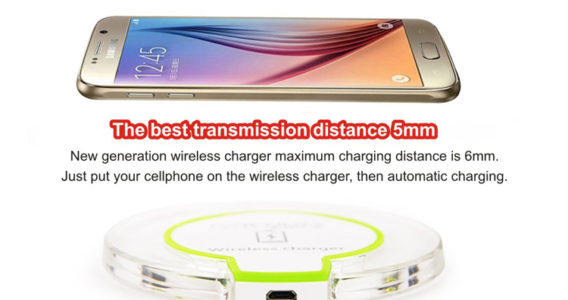 SAMSUNG
12:45
The best transmission distance 5mm
New generation wireless charger maximum charging distance is 6mm.
Just put your cellphone on the wireless charger, then automatic charging.
Wireless charger